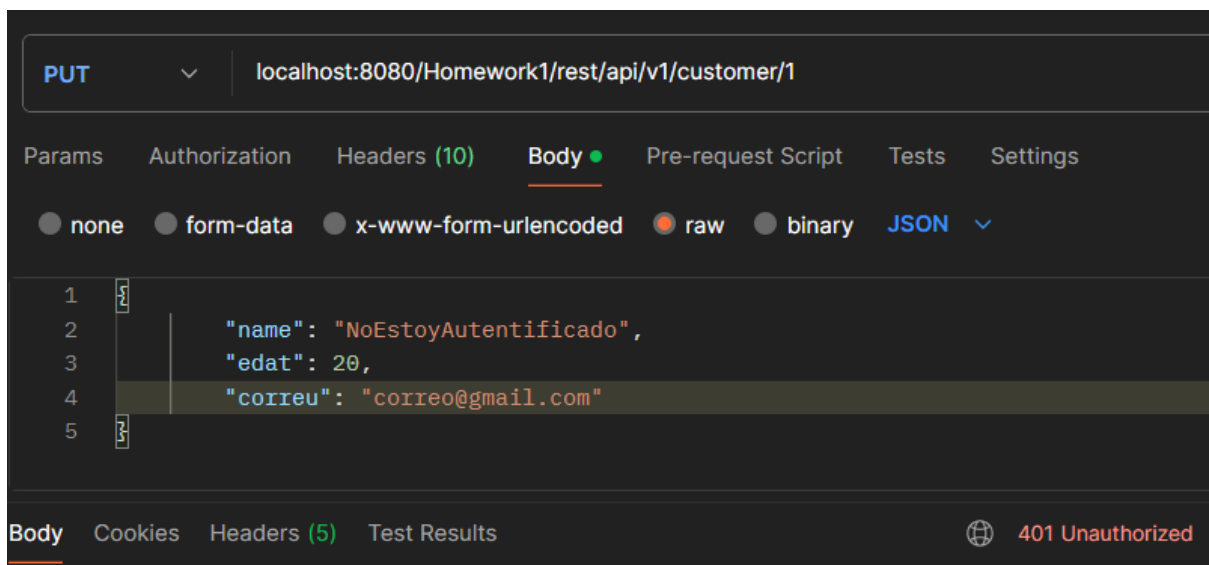 PUT localhost:8080/Homework1/rest/api/v1/customer/1
Params Authorization Headers (10) Body Pre-request Script Tests Settings
none form-data x-www-form-urlencoded raw binary JSON
1 {
2 "name": "NoEstoyAutentificado",
3 "edat": 20,
4 "correu": "correo@gmail.com"
5 }
Body Cookies Headers (5) Test Results 401 Unauthorized